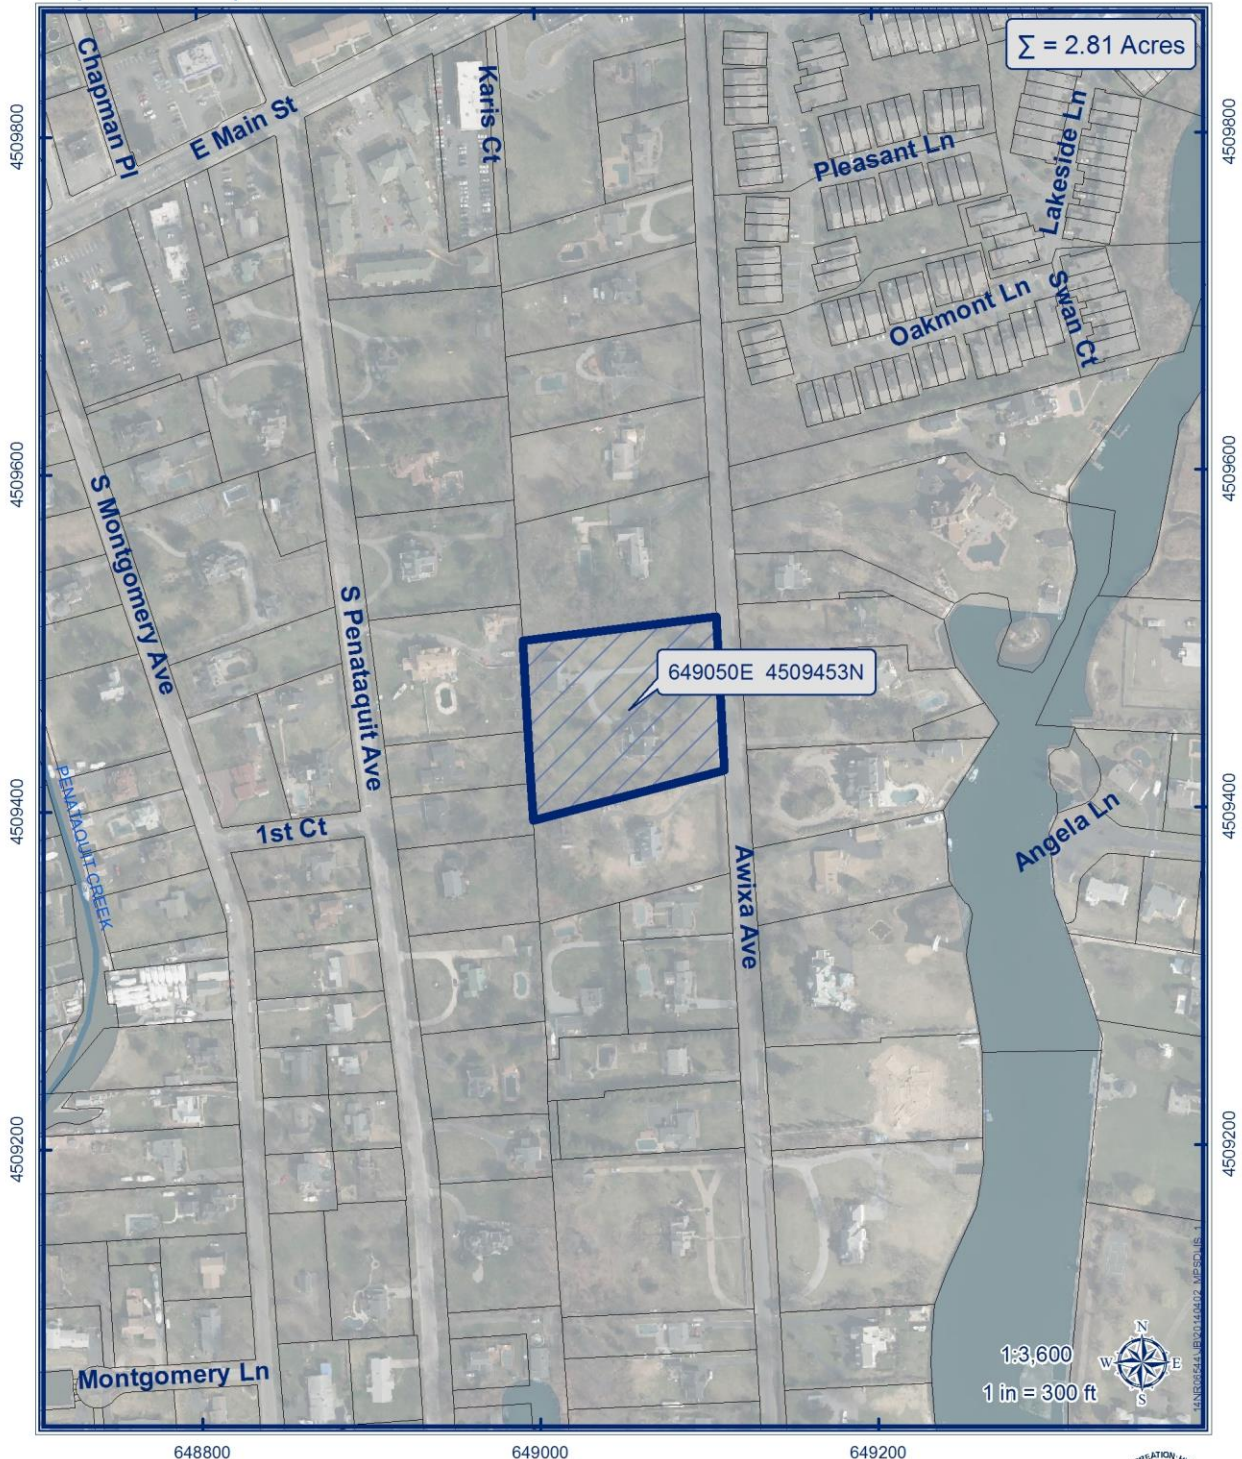 ∑ = 2.81 Acres
Chapman Pl
E Main St
Karis Ct
Pleasant Ln
Lakeside Ln
Oakmont Ln
Swan Ct
4509800
4509800
4509600
4509600
S Montgomery Ave
S Penataquit Ave
649050E 4509453N
PENATAQUIT CREEK
1st Ct
Angela Ln
Awixa Ave
4509400
4509400
4509200
4509200
Montgomery Ln
1:3,600
1 in = 300 ft
N
W
E
S
648800
649000
649200